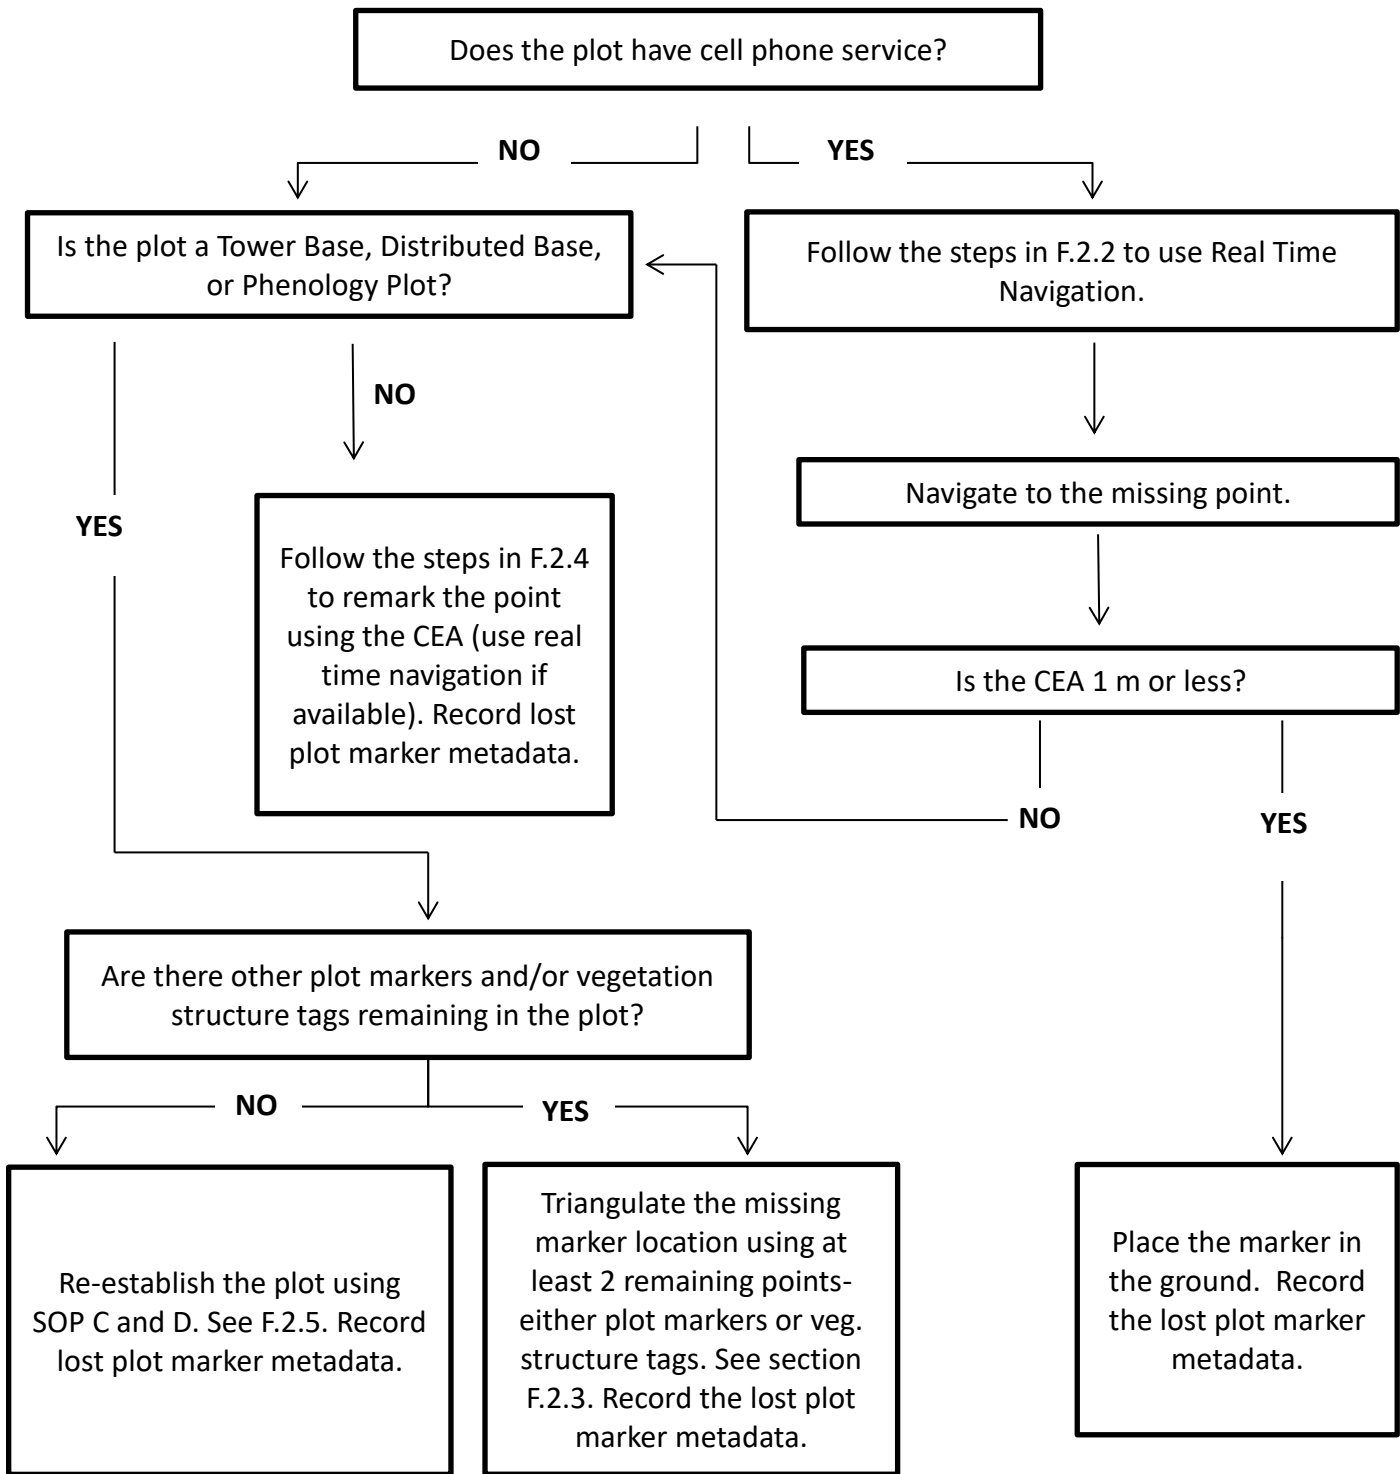 Does the plot have cell phone service?
NO
YES
Is the plot a Tower Base, Distributed Base,
or Phenology Plot?
Follow the steps in F.2.2 to use Real Time
Navigation.
NO
YES
Follow the steps in F.2.4
to remark the point
using the CEA (use real
time navigation if
available). Record lost
plot marker metadata.
Navigate to the missing point.
Is the CEA 1 m or less?
NO
YES
Are there other plot markers and/or vegetation
structure tags remaining in the plot?
NO
YES
Re-establish the plot using
SOP C and D. See F.2.5. Record
lost plot marker metadata.
Triangulate the missing
marker location using at
least 2 remaining points-
either plot markers or veg.
structure tags. See section
F.2.3. Record the lost plot
marker metadata.
Place the marker in
the ground.  Record
the lost plot marker
metadata.